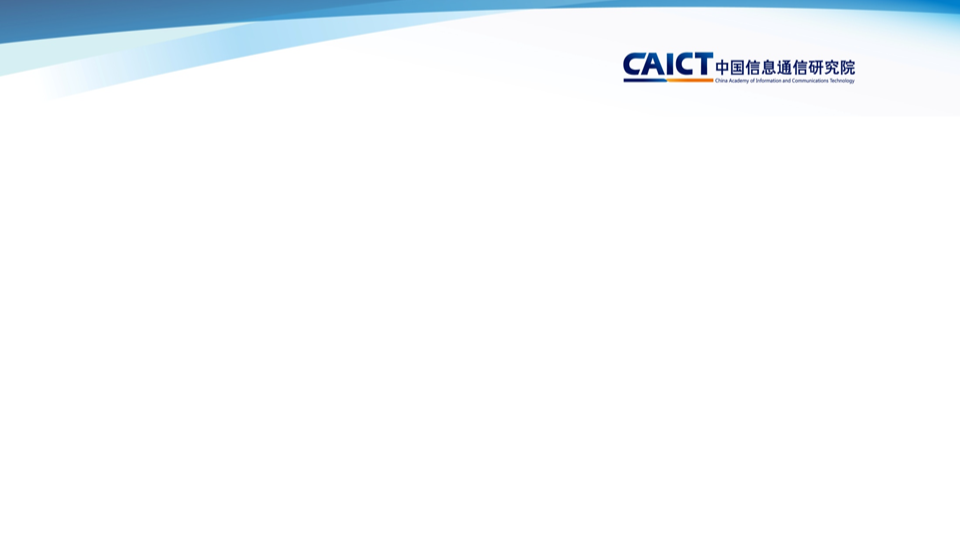 CAICT 中国信息通信研究院
China Academy of Information and Communications Technology